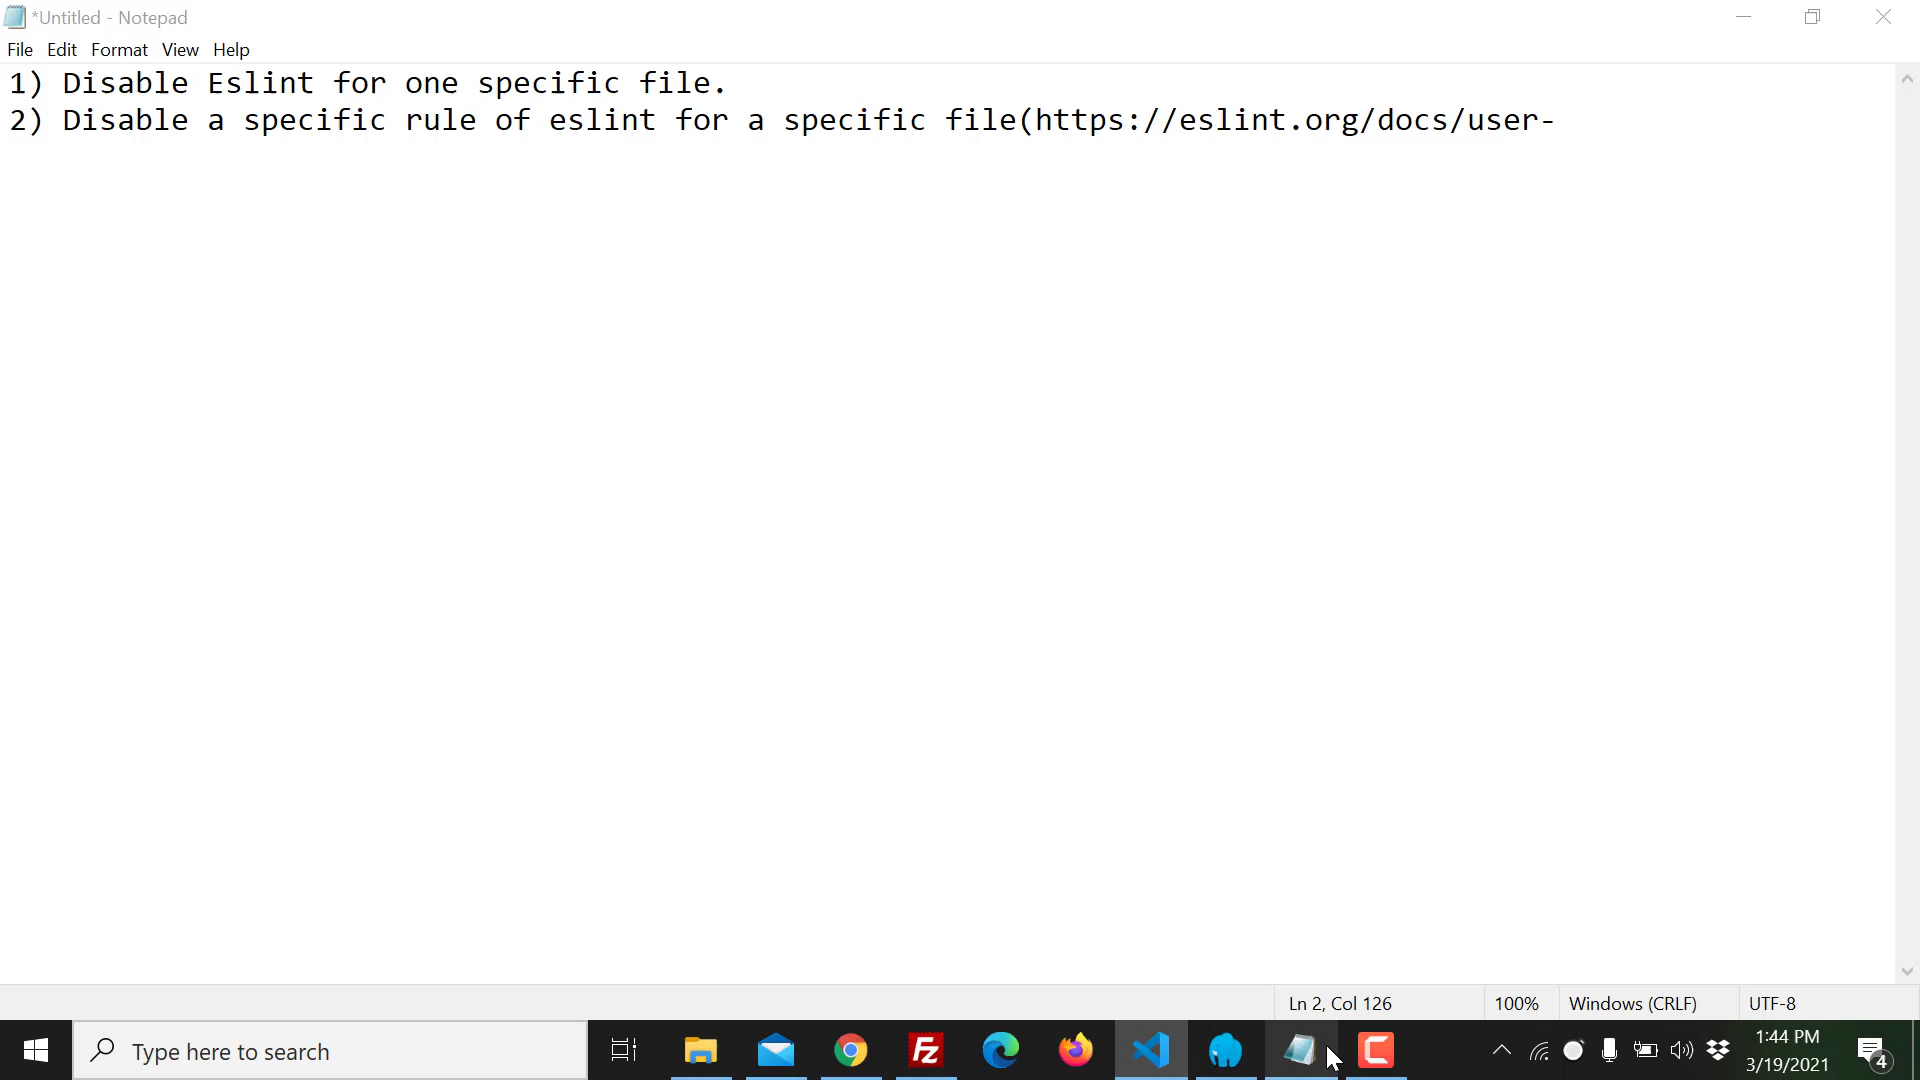 *Untitled - Notepad
File Edit Format View Help
1) Disable Eslint for one specific file.
2) Disable a specific rule of eslint for a specific file(https://eslint.org/docs/user-
Ln 2, Col 126
100%
Windows (CRLF)
UTF-8
Type here to search
Fz
C
1:44 PM
3/19/2021
4